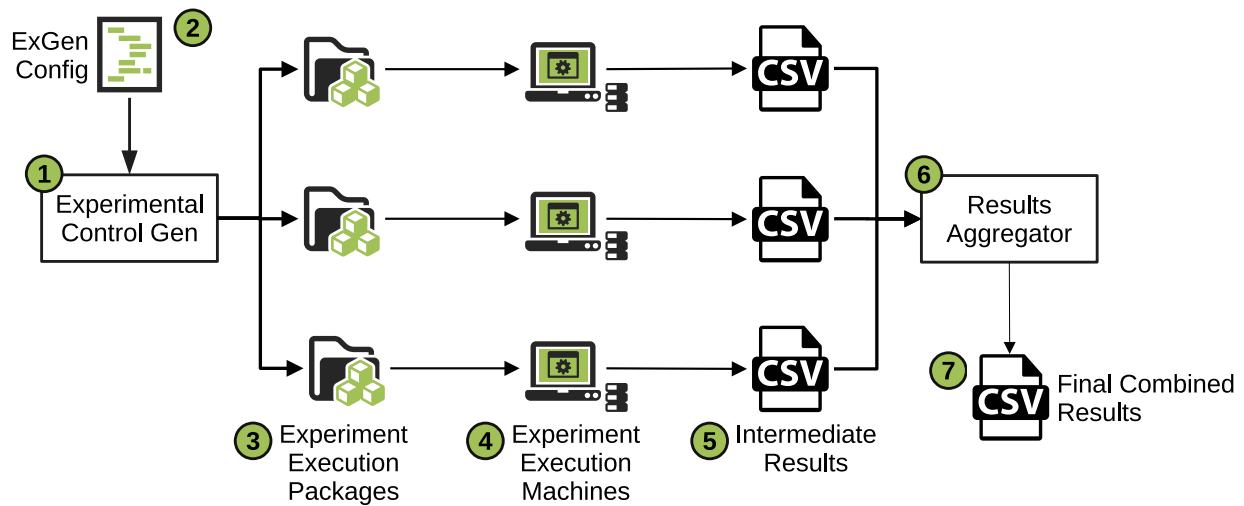 ExGen
Config
2
1
Experimental
Control Gen
CSV
CSV
CSV
6
Results
Aggregator
7
CSV
Final Combined
Results
3
Experiment
Execution
Packages
4
Experiment
Execution
Machines
5
Intermediate
Results